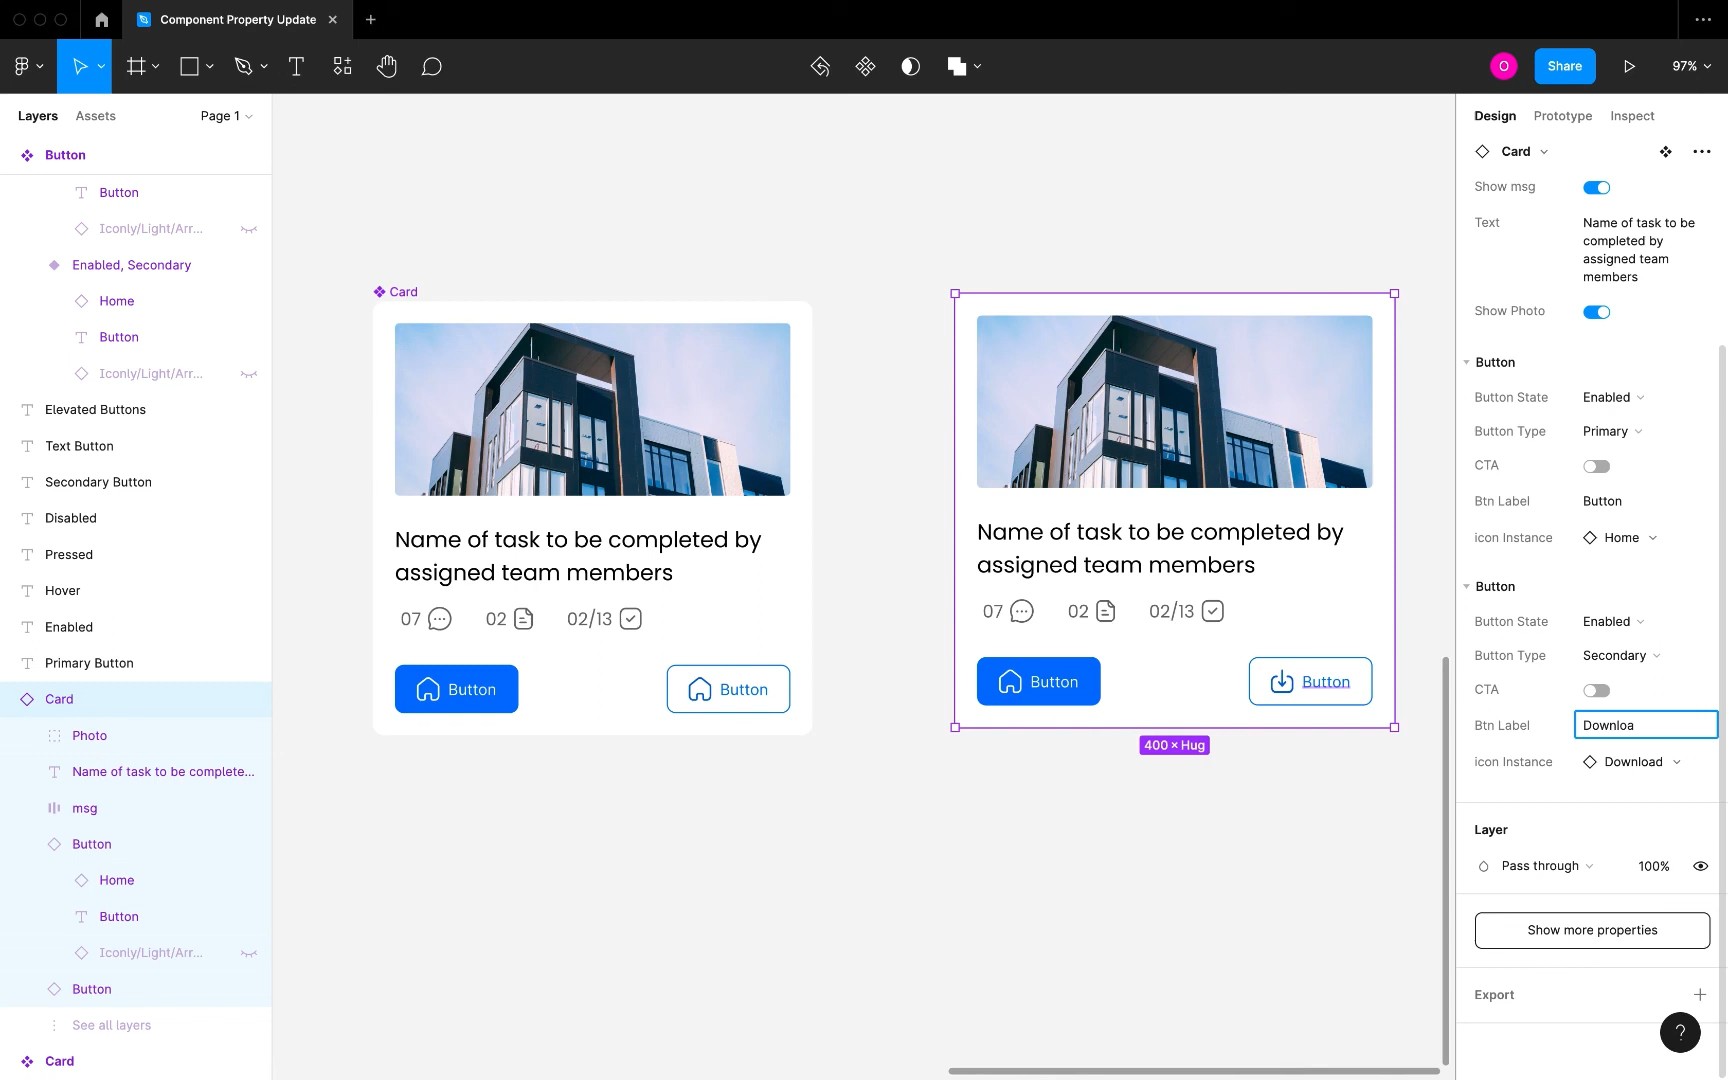 Component Property Update
Share
97%
Layers
Assets
Page 1
Button
Button
Iconly/Light/Arr...
Enabled, Secondary
Home
Button
Iconly/Light/Arr...
Elevated Buttons
Text Button
Secondary Button
Disabled
Pressed
Hover
Enabled
Primary Button
Card
Photo
Name of task to be complete...
msg
Button
Home
Button
Iconly/Light/Arr...
Button
See all layers
Card
Card
Name of task to be completed by
assigned team members
07
02
02/13
Button
Button
Name of task to be completed by
assigned team members
07
02
02/13
Button
Button
400 × Hug
O
Design
Prototype
Inspect
Card
Show msg
Text
Name of task to be
completed by
assigned team
members
Show Photo
Button
Button State
Enabled
Button Type
Primary
CTA
Btn Label
Button
icon Instance
Home
Button
Button State
Enabled
Button Type
Secondary
CTA
Btn Label
Downloa
icon Instance
Download
Layer
Pass through
100%
Show more properties
Export
?